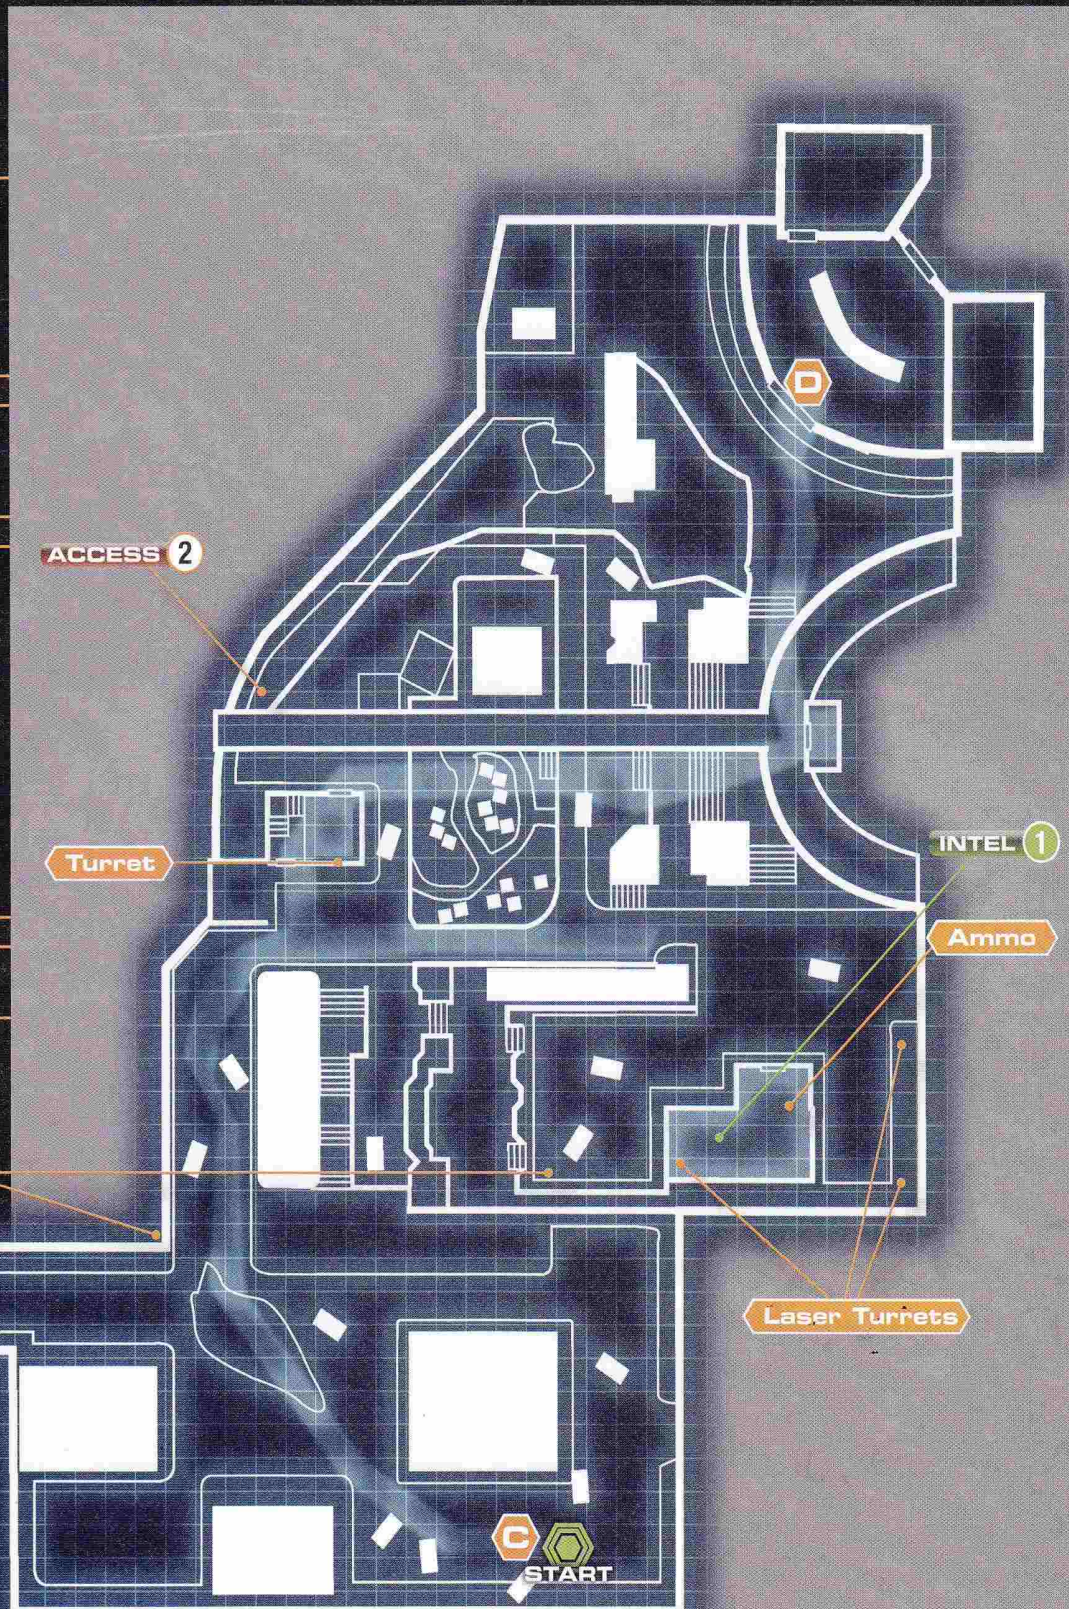 D
ACCESS 2
INTEL 1
Turret
Ammo
Laser Turrets
C
START